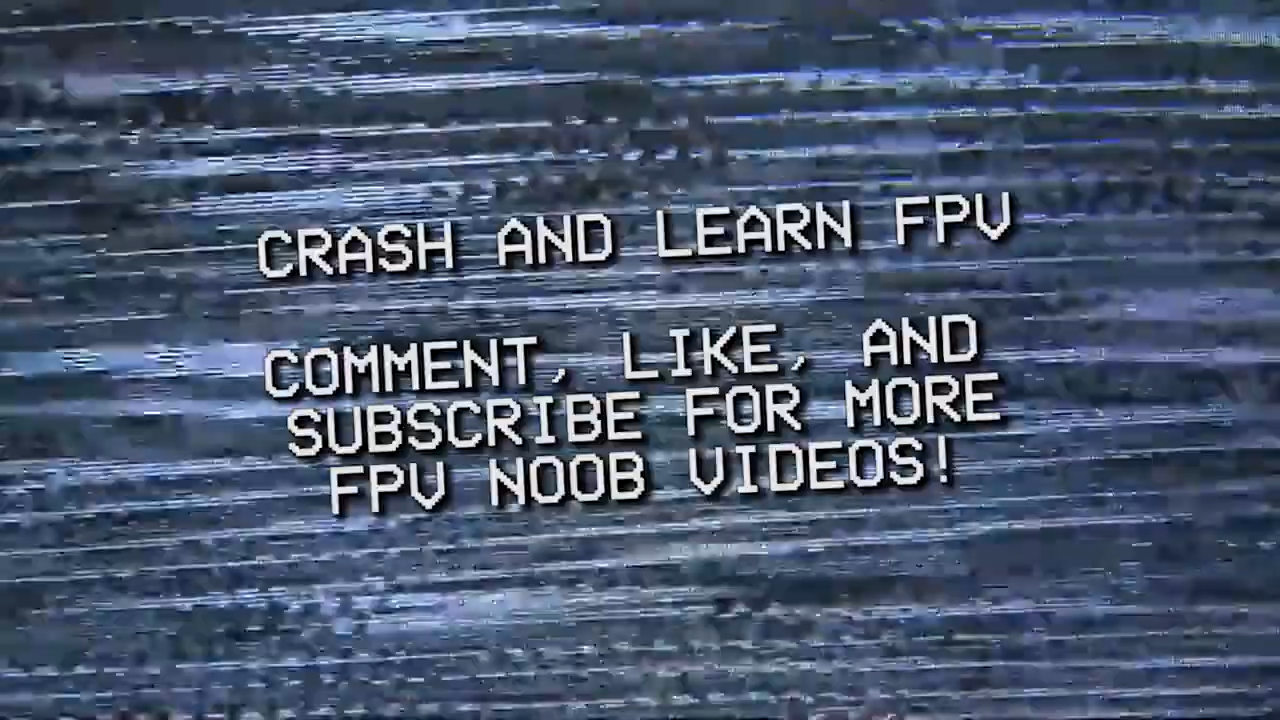 CRASH AND LEARN FPV
COMMENT, LIKE, AND
SUBSCRIBE FOR MORE
FPV NOOB VIDEOS!